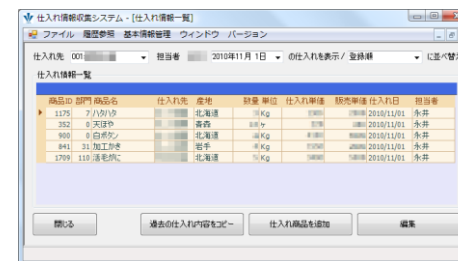 仕入れ情報収集システム - [仕入れ情報一覧]
ファイル 履歴参照 基本情報管理 ウィンドウ バージョン
仕入れ先 001 担当者 2010年11月 1日 の仕入れを表示 / 登録順 に並べ替え
仕入れ情報一覧
商品ID 部門 商品名 仕入れ先 産地 数量 単位 仕入れ単価 販売単価 仕入れ日 担当者
1175 7 ハタハタ 北海道 Kg 2010/11/01 永井
352 0 天ほや 青森 ケ 2010/11/01 永井
900 0 白ボタン 北海道 Kg 2010/11/01 永井
841 31 加工かき 岩手 Kg 2010/11/01 永井
1709 110 活毛がに 北海道 Kg 2010/11/01 永井
閉じる 過去の仕入れ内容をコピー 仕入れ商品を追加 編集